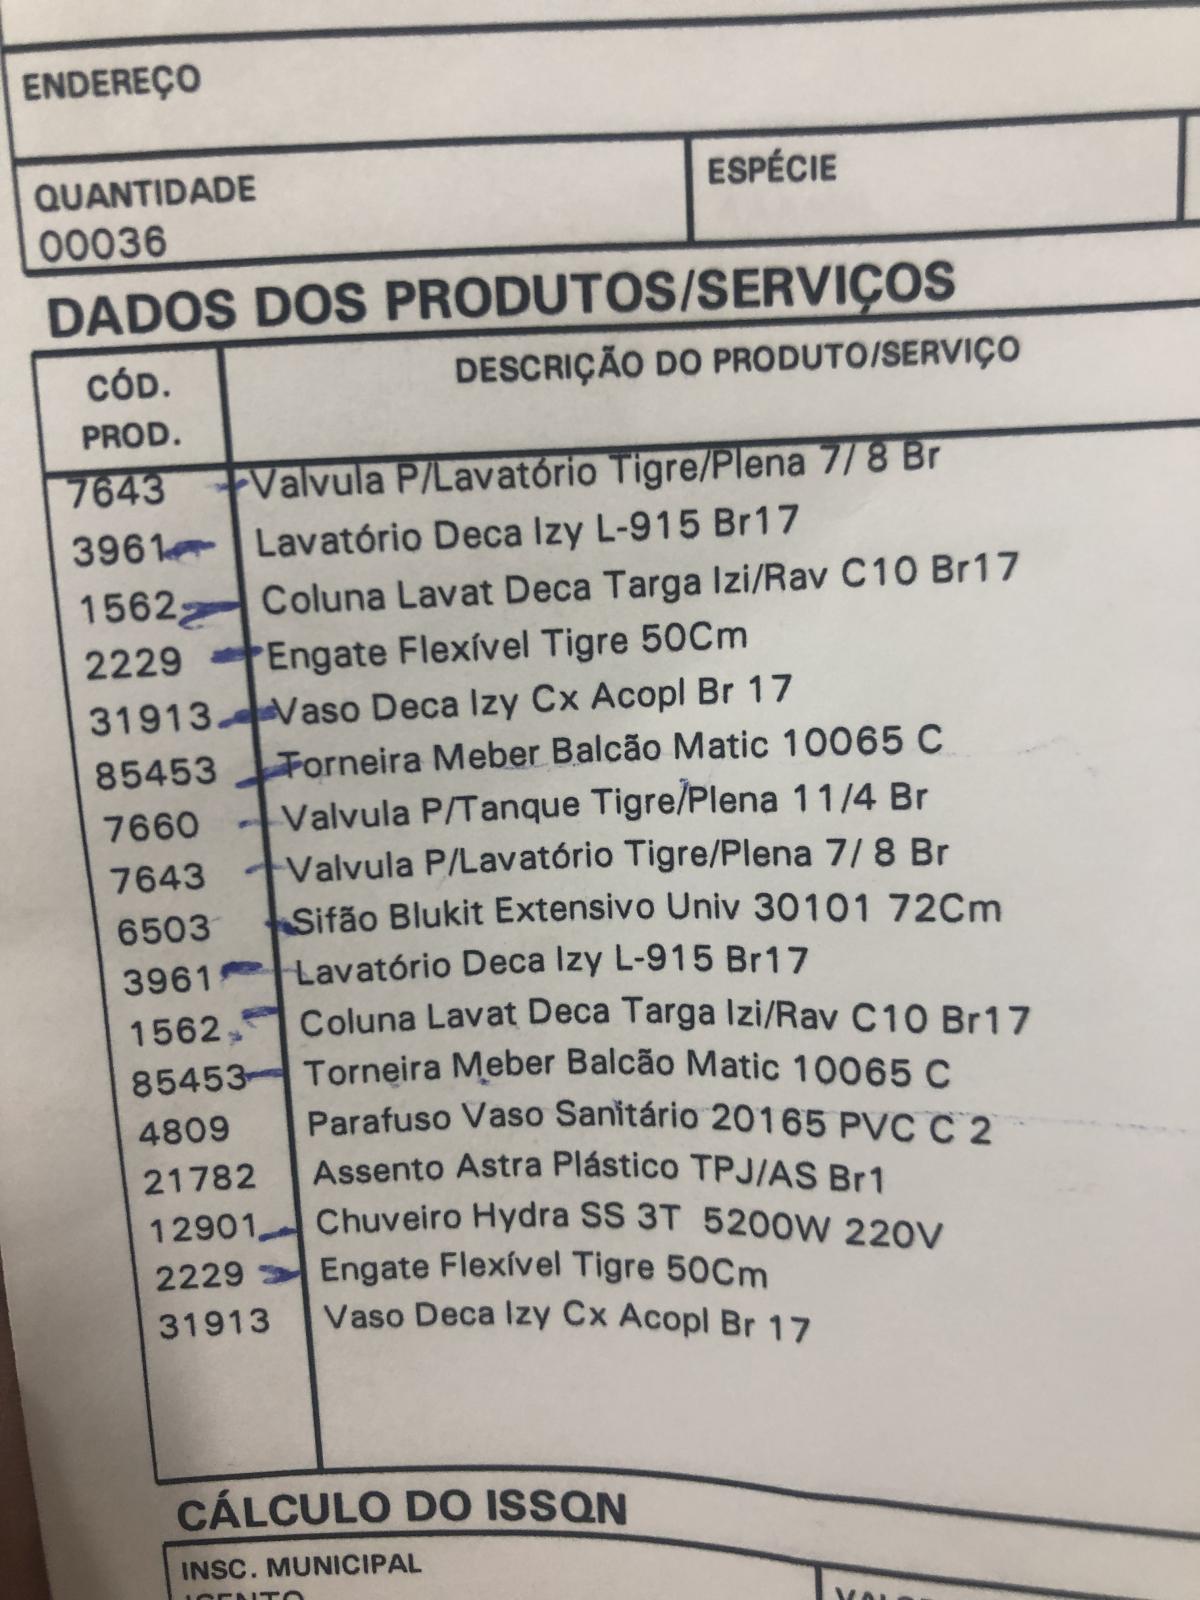 ENDEREÇO
QUANTIDADE
ESPÉCIE
00036
DADOS DOS PRODUTOS/SERVIÇOS
CÓD. PROD.
DESCRIÇÃO DO PRODUTO/SERVIÇO
7643 Valvula P/Lavatório Tigre/Plena 7/ 8 Br
3961 Lavatório Deca Izy L-915 Br17
1562 Coluna Lavat Deca Targa Izi/Rav C10 Br17
2229 Engate Flexível Tigre 50Cm
31913 Vaso Deca Izy Cx Acopl Br 17
85453 Torneira Meber Balcão Matic 10065 C
7660 Valvula P/Tanque Tigre/Plena 11/4 Br
7643 Valvula P/Lavatório Tigre/Plena 7/ 8 Br
6503 Sifão Blukit Extensivo Univ 30101 72Cm
3961 Lavatório Deca Izy L-915 Br17
1562 Coluna Lavat Deca Targa Izi/Rav C10 Br17
85453 Torneira Meber Balcão Matic 10065 C
4809 Parafuso Vaso Sanitário 20165 PVC C 2
21782 Assento Astra Plástico TPJ/AS Br1
12901 Chuveiro Hydra SS 3T 5200W 220V
2229 Engate Flexível Tigre 50Cm
31913 Vaso Deca Izy Cx Acopl Br 17
CÁLCULO DO ISSQN
INSC. MUNICIPAL
ISENTO